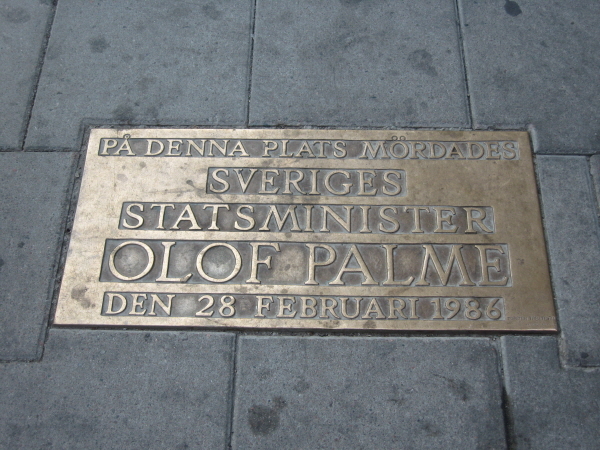 PÅ DENNA PLATS MÖRDADES
SVERIGES
STATSMINISTER
OLOF PALME
DEN 28 FEBRUARI 1986